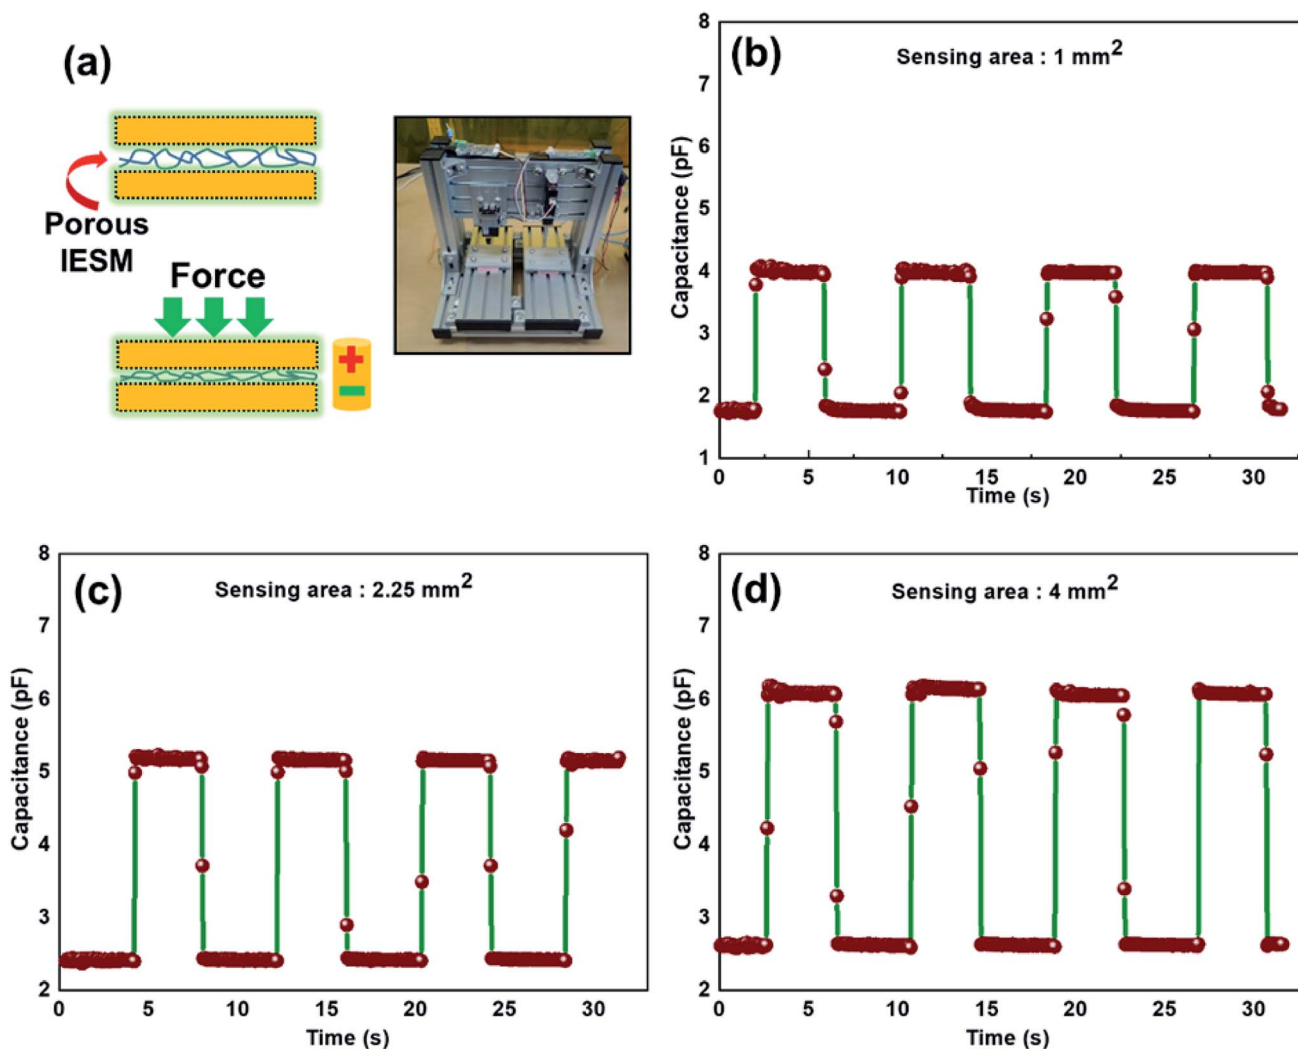 (a)
Porous
IESM
Force
+
−
(b)
Sensing area : 1 mm²
Capacitance (pF)
8
7
6
5
4
3
2
1
0 5 10 15 20 25 30
Time (s)
(c)
Sensing area : 2.25 mm²
Capacitance (pF)
8
7
6
5
4
3
2
0 5 10 15 20 25 30
Time (s)
(d)
Sensing area : 4 mm²
Capacitance (pF)
8
7
6
5
4
3
2
0 5 10 15 20 25 30
Time (s)